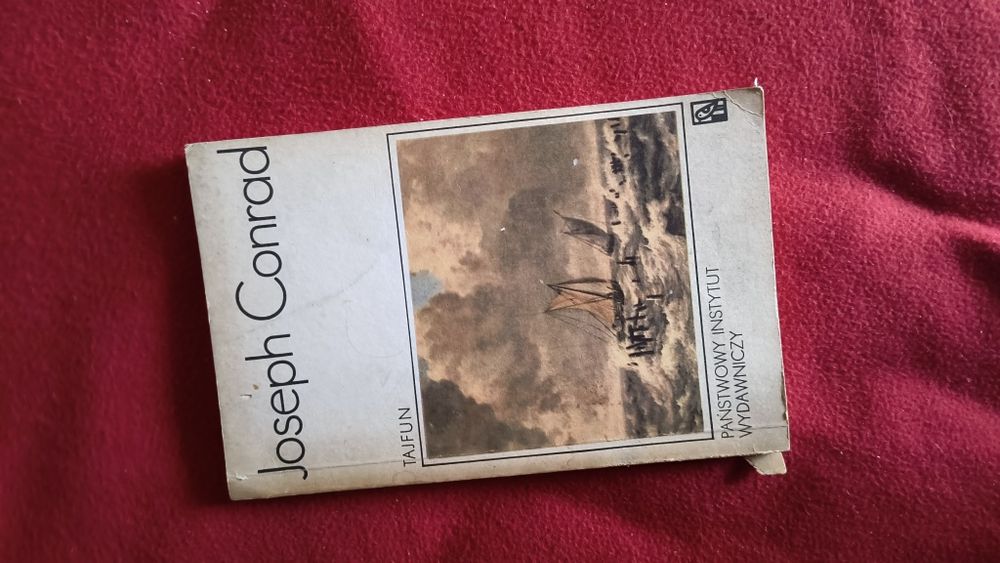 Joseph Conrad
TAJFUN
PAŃSTWOWY INSTYTUT
WYDAWNICZY